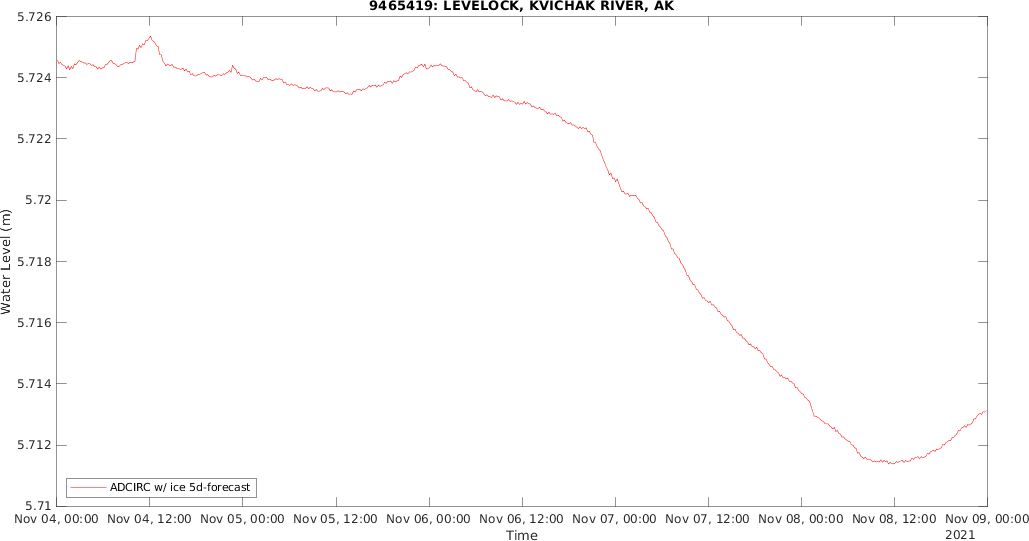 9465419: LEVELOCK, KVICHAK RIVER, AK
5.726
5.724
5.722
5.72
5.718
5.716
5.714
5.712
5.71
Water Level (m)
ADCIRC w/ ice 5d-forecast
Nov 04, 00:00 Nov 04, 12:00 Nov 05, 00:00 Nov 05, 12:00 Nov 06, 00:00 Nov 06, 12:00 Nov 07, 00:00 Nov 07, 12:00 Nov 08, 00:00 Nov 08, 12:00 Nov 09, 00:00
Time
2021